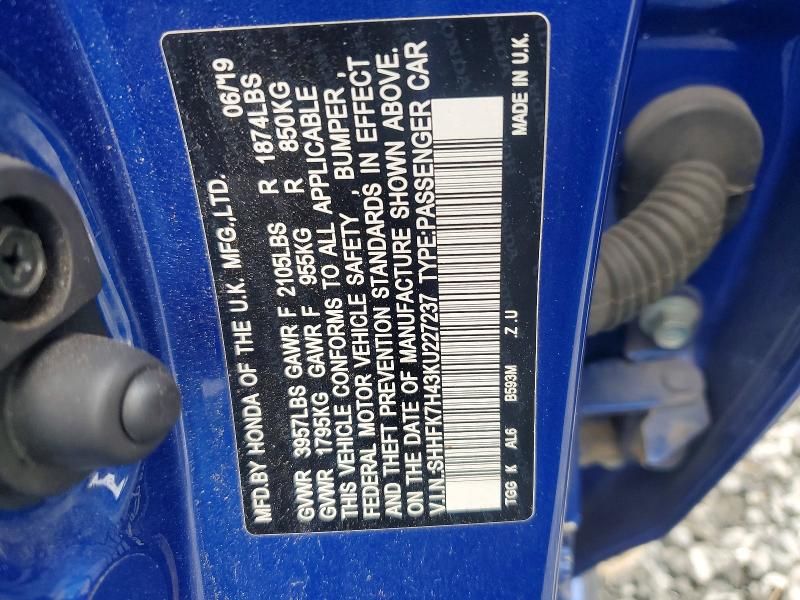 MFD.BY HONDA OF THE U.K. MFG.,LTD. 06/19
GVWR 3957LBS GAWR F 2105LBS R 1874LBS
GVWR 1795KG GAWR F 955KG R 850KG
THIS VEHICLE CONFORMS TO ALL APPLICABLE
FEDERAL MOTOR VEHICLE SAFETY , BUMPER ,
AND THEFT PREVENTION STANDARDS IN EFFECT
ON THE DATE OF MANUFACTURE SHOWN ABOVE.
V.I.N.:SHHFK7H43KU227237 TYPE:PASSENGER CAR
TGG K AL6 B593M .Z .U MADE IN U.K.